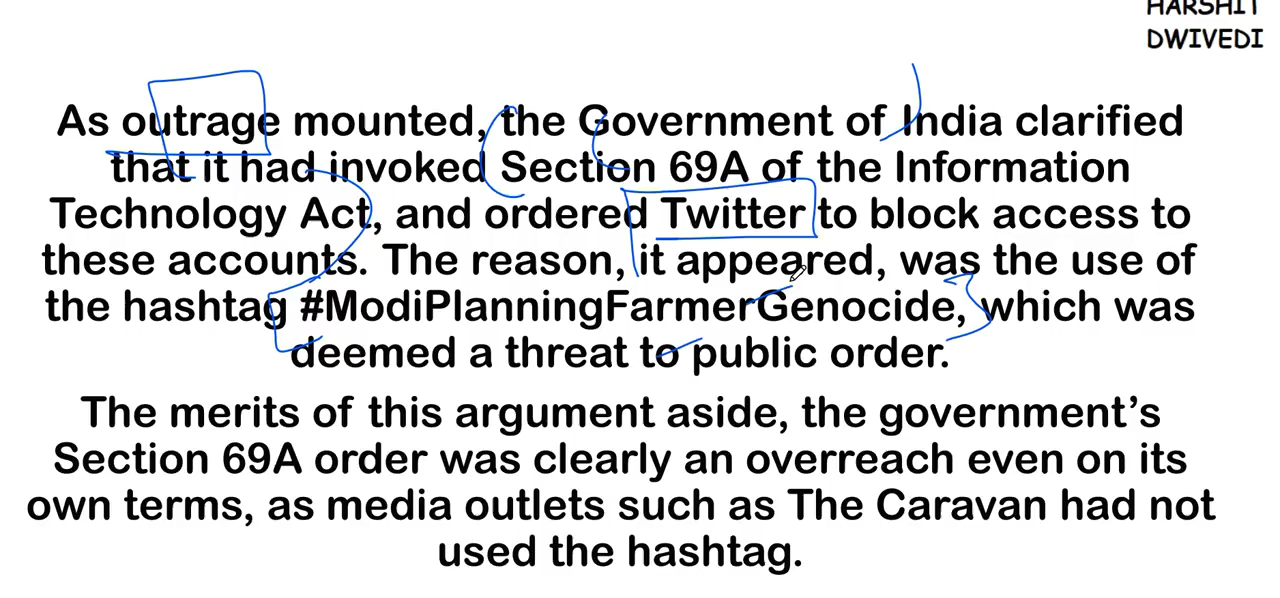 HARSHIT
DWIVEDI
As outrage mounted, the Government of India clarified
that it had invoked Section 69A of the Information
Technology Act, and ordered Twitter to block access to
these accounts. The reason, it appeared, was the use of
the hashtag #ModiPlanningFarmerGenocide, which was
deemed a threat to public order.
The merits of this argument aside, the government’s
Section 69A order was clearly an overreach even on its
own terms, as media outlets such as The Caravan had not
used the hashtag.